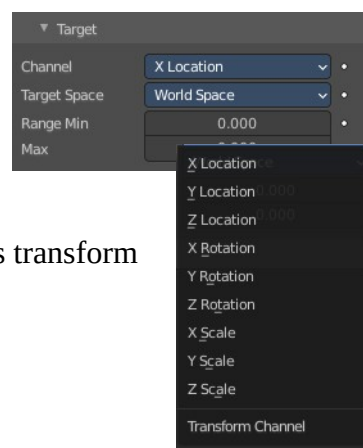 Target
Channel X Location
Target Space World Space
Range Min 0.000
Max
X Location
Y Location
Z Location
X Rotation
s transform
Y Rotation
Z Rotation
X Scale
Y Scale
Z Scale
Transform Channel